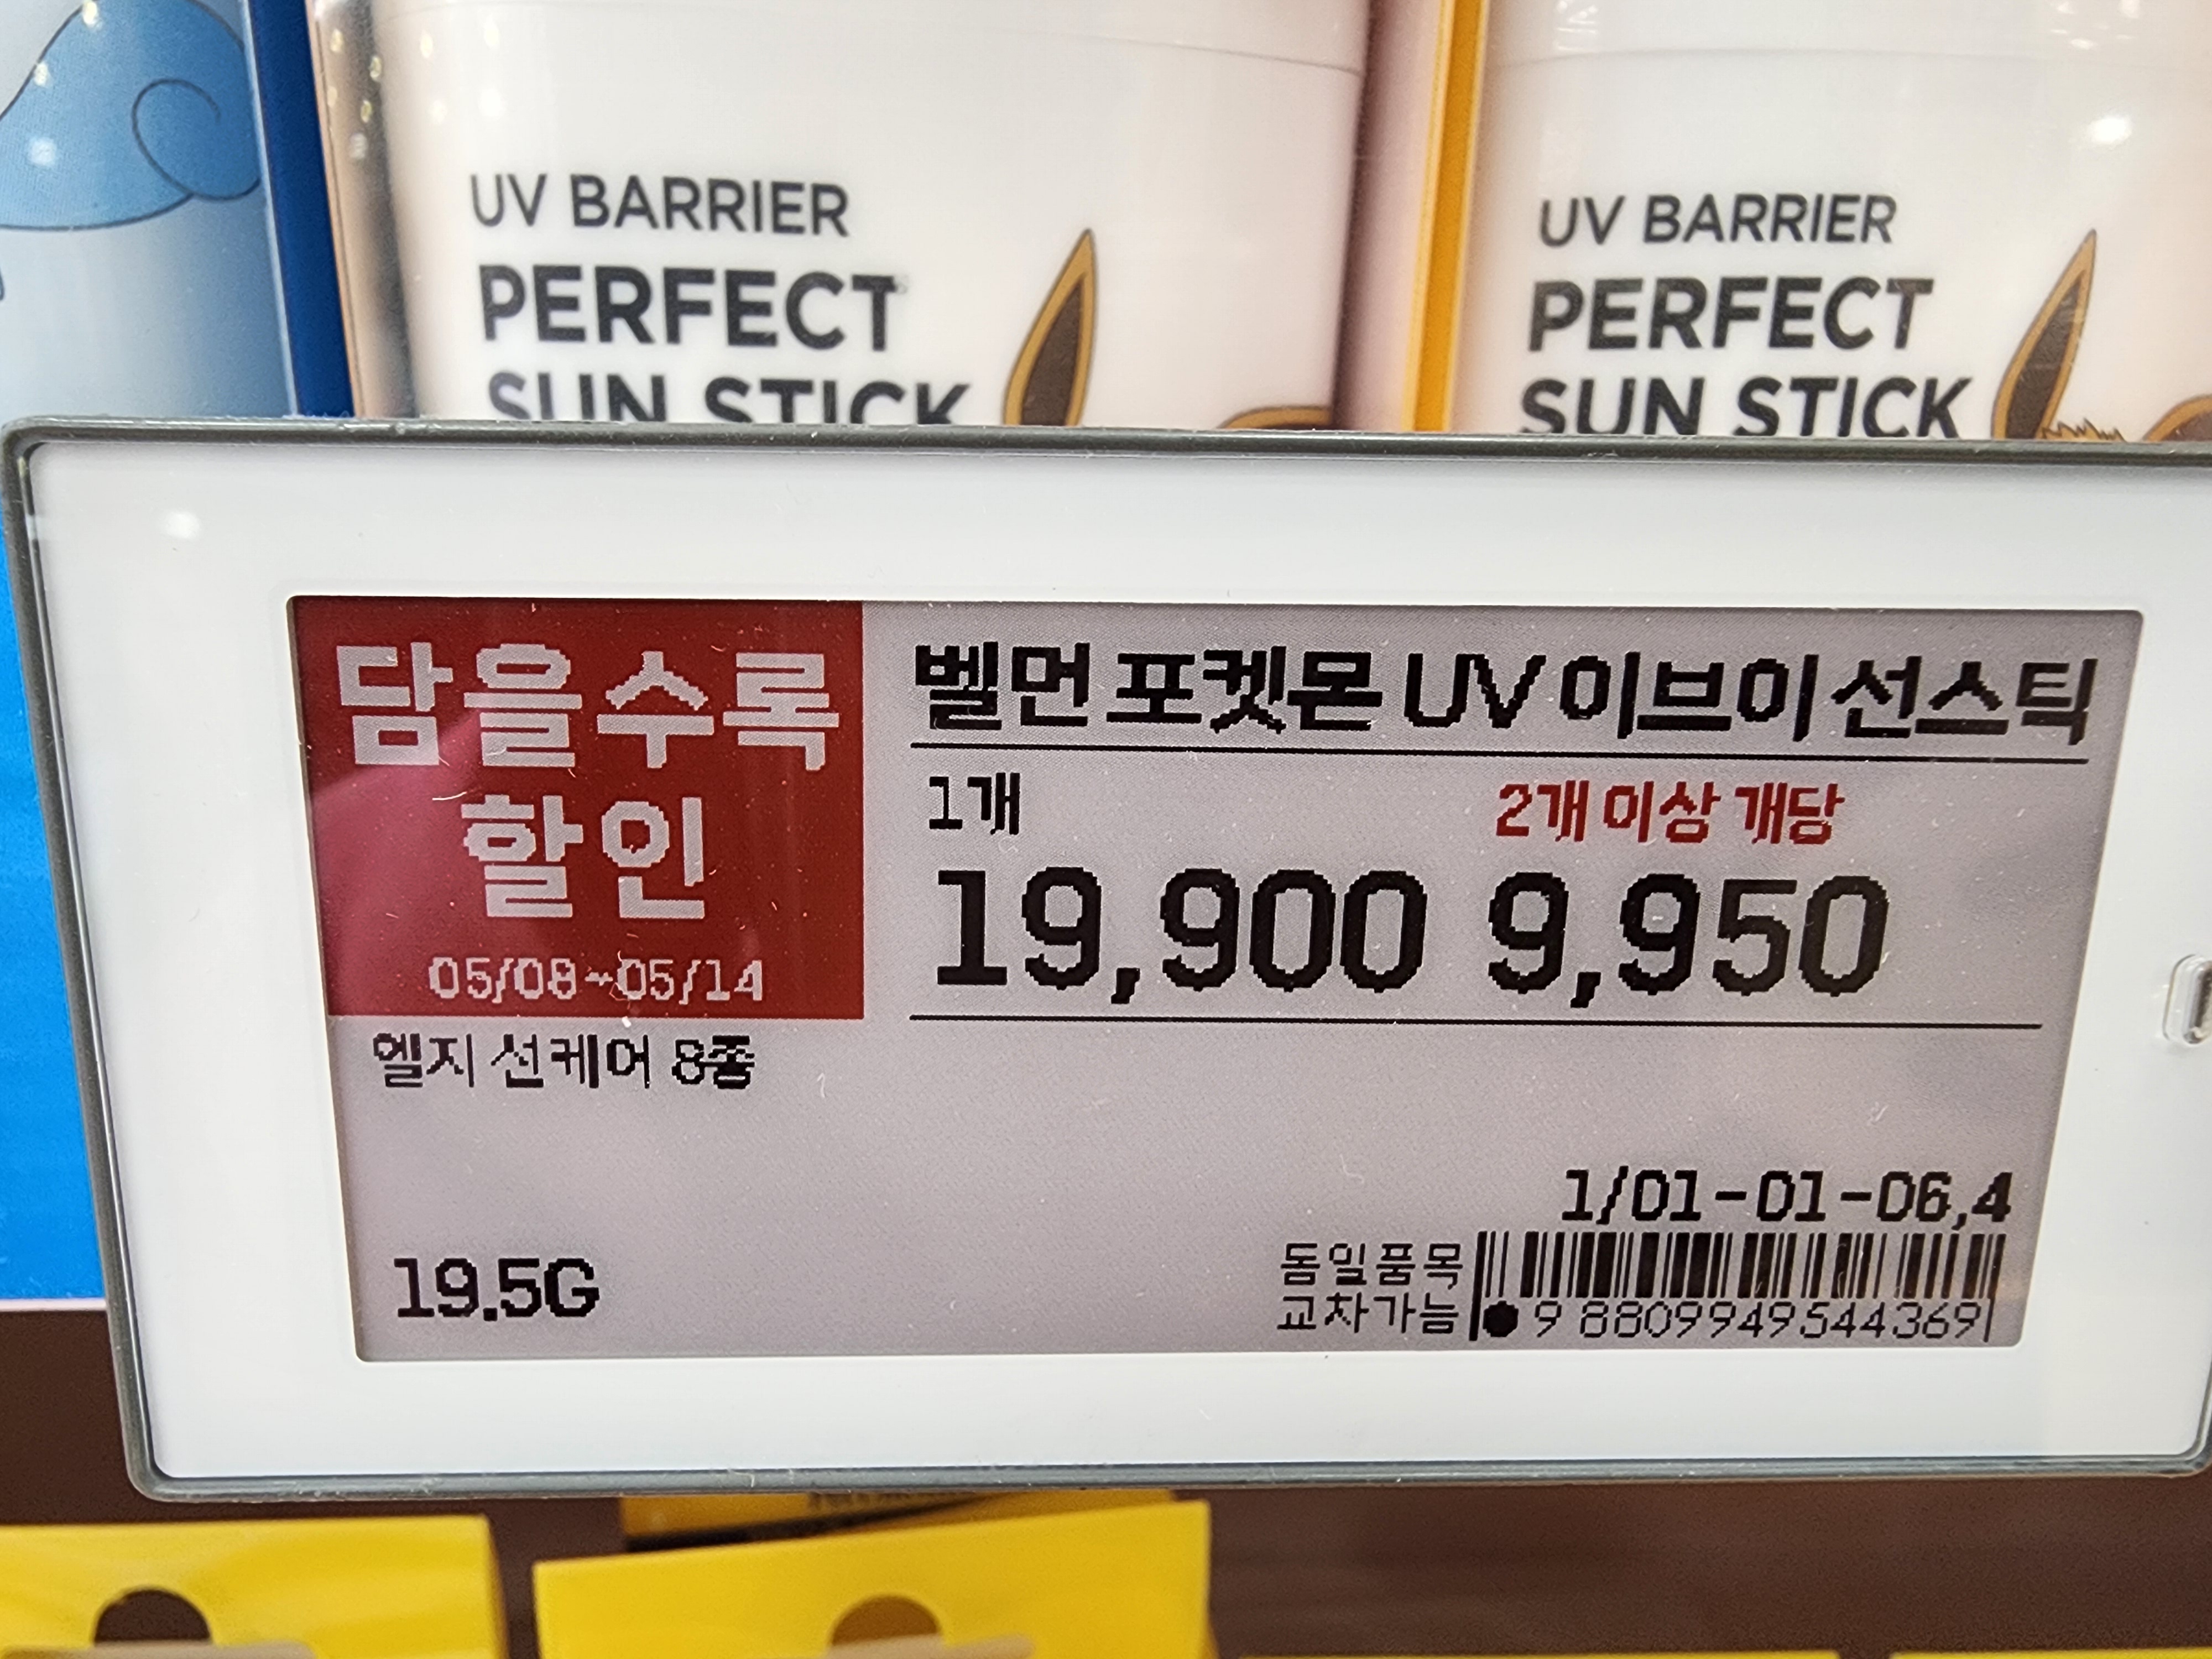 UV BARRIER
PERFECT
SUN STICK
UV BARRIER
PERFECT
SUN STICK
담을수록
할인
05/08~05/14
엘지 선케어 8종
19.5G
벨먼 포켓몬 UV 이브이 선스틱
1개 2개 이상 개당
19,900 9,950
1/01-01-06,4
동일품목
교차가능
9 8809949544369